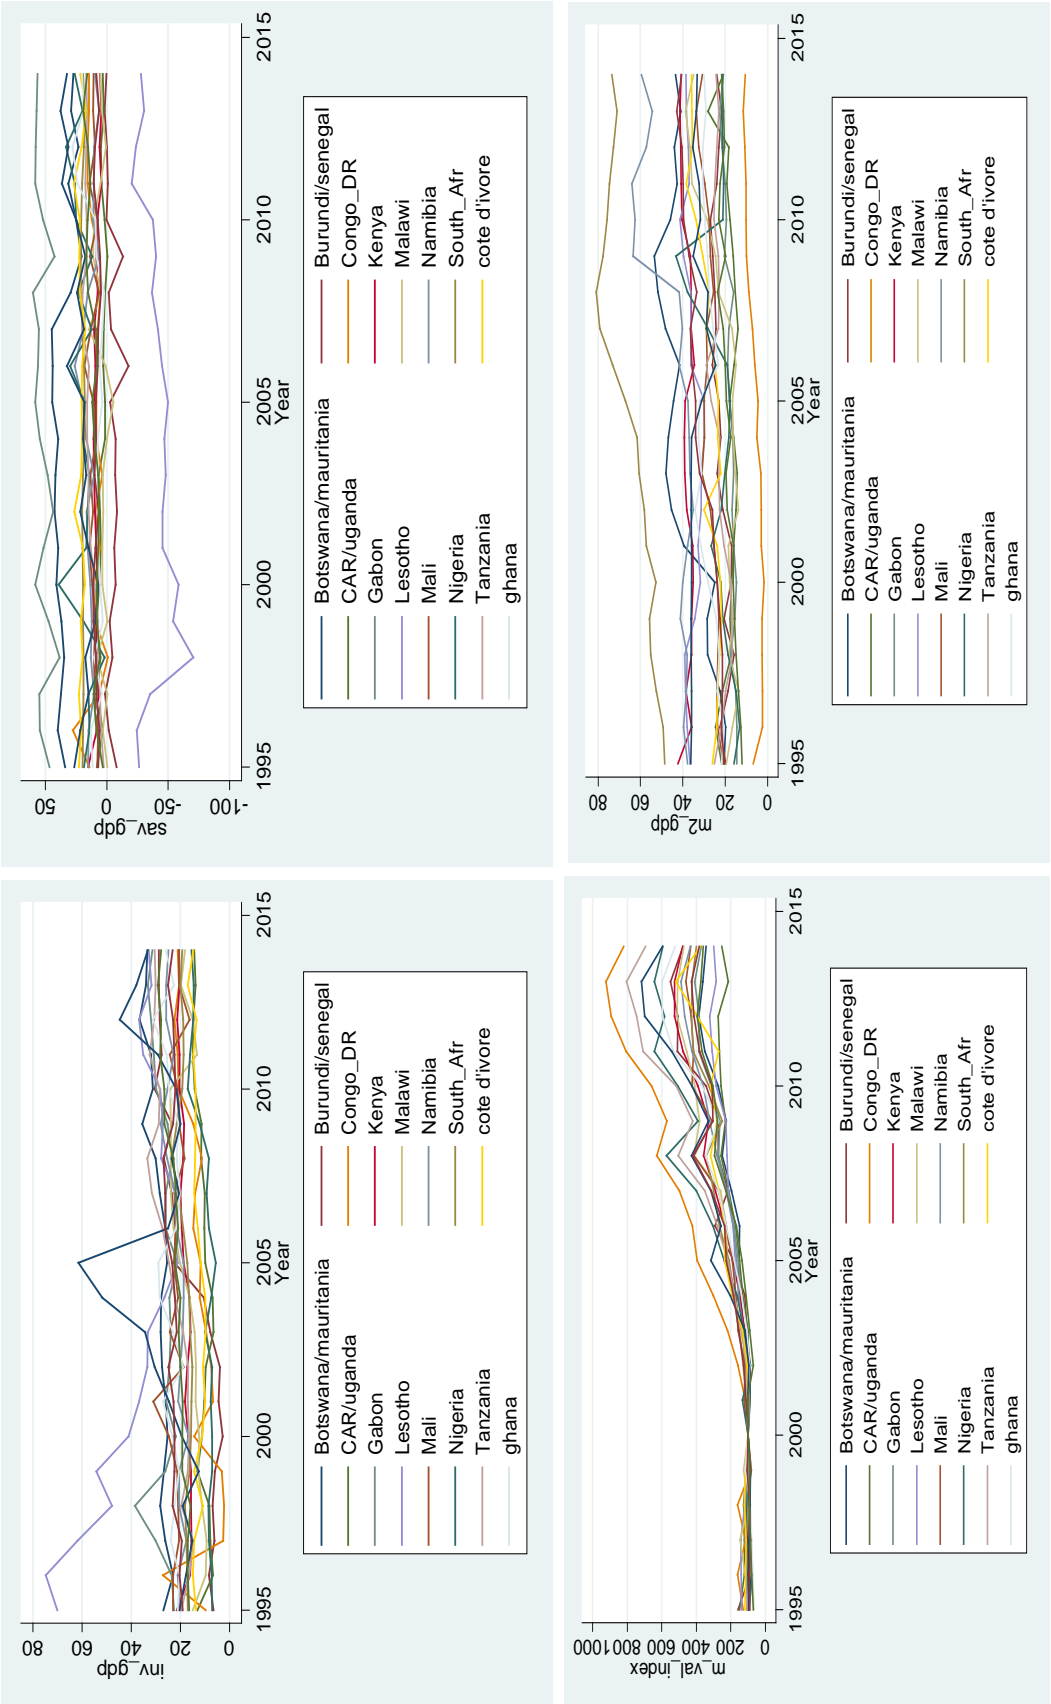 inv_gdp
80
60
40
20
0
1995 2000 2005 2010 2015
Year
Botswana/mauritania Burundi/senegal
CAR/uganda Congo_DR
Gabon Kenya
Lesotho Malawi
Mali Namibia
Nigeria South_Afr
Tanzania cote d'ivore
ghana
sav_gdp
50
0
-50
-100
1995 2000 2005 2010 2015
Year
Botswana/mauritania Burundi/senegal
CAR/uganda Congo_DR
Gabon Kenya
Lesotho Malawi
Mali Namibia
Nigeria South_Afr
Tanzania cote d'ivore
ghana
m_val_index
1000
800
600
400
200
0
1995 2000 2005 2010 2015
Year
Botswana/mauritania Burundi/senegal
CAR/uganda Congo_DR
Gabon Kenya
Lesotho Malawi
Mali Namibia
Nigeria South_Afr
Tanzania cote d'ivore
ghana
m2_gdp
80
60
40
20
0
1995 2000 2005 2010 2015
Year
Botswana/mauritania Burundi/senegal
CAR/uganda Congo_DR
Gabon Kenya
Lesotho Malawi
Mali Namibia
Nigeria South_Afr
Tanzania cote d'ivore
ghana